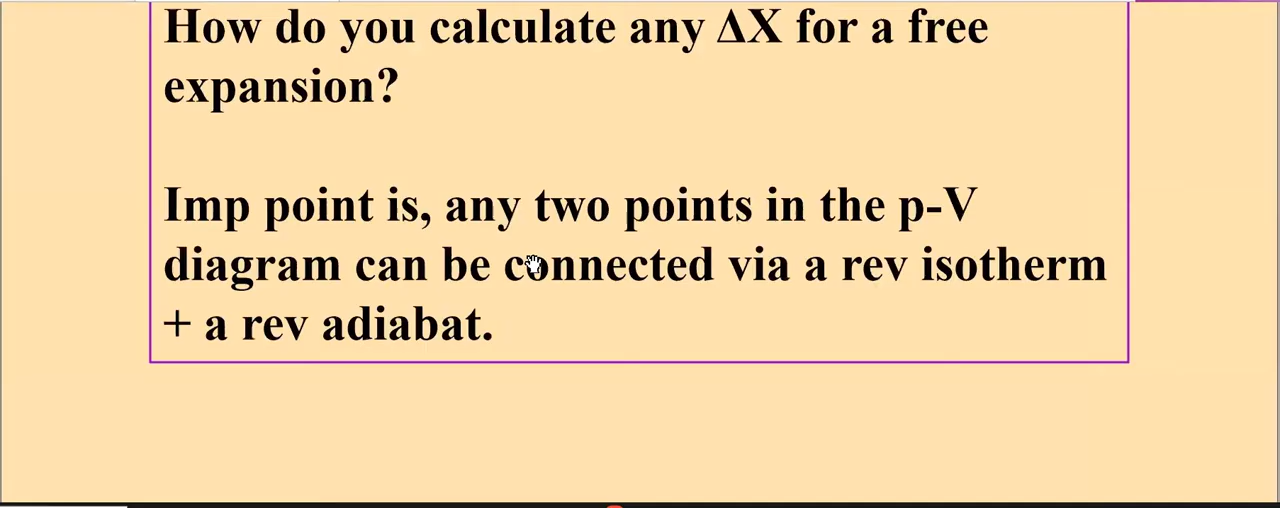 How do you calculate any ΔX for a free
expansion?
Imp point is, any two points in the p-V
diagram can be connected via a rev isotherm
+ a rev adiabat.